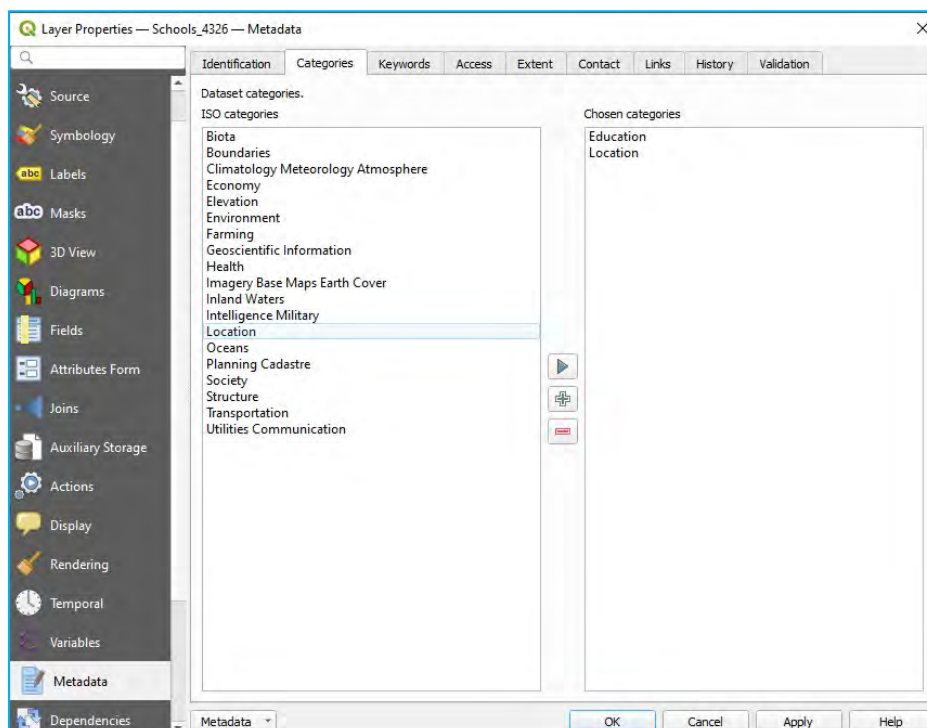 Layer Properties — Schools_4326 — Metadata
Source
Symbology
abc Labels
abc Masks
3D View
Diagrams
Fields
Attributes Form
Joins
Auxiliary Storage
Actions
Display
Rendering
Temporal
Variables
Metadata
Dependencies
Identification Categories Keywords Access Extent Contact Links History Validation
Dataset categories.
ISO categories
Biota
Boundaries
Climatology Meteorology Atmosphere
Economy
Elevation
Environment
Farming
Geoscientific Information
Health
Imagery Base Maps Earth Cover
Inland Waters
Intelligence Military
Location
Oceans
Planning Cadastre
Society
Structure
Transportation
Utilities Communication
Chosen categories
Education
Location
Metadata OK Cancel Apply Help